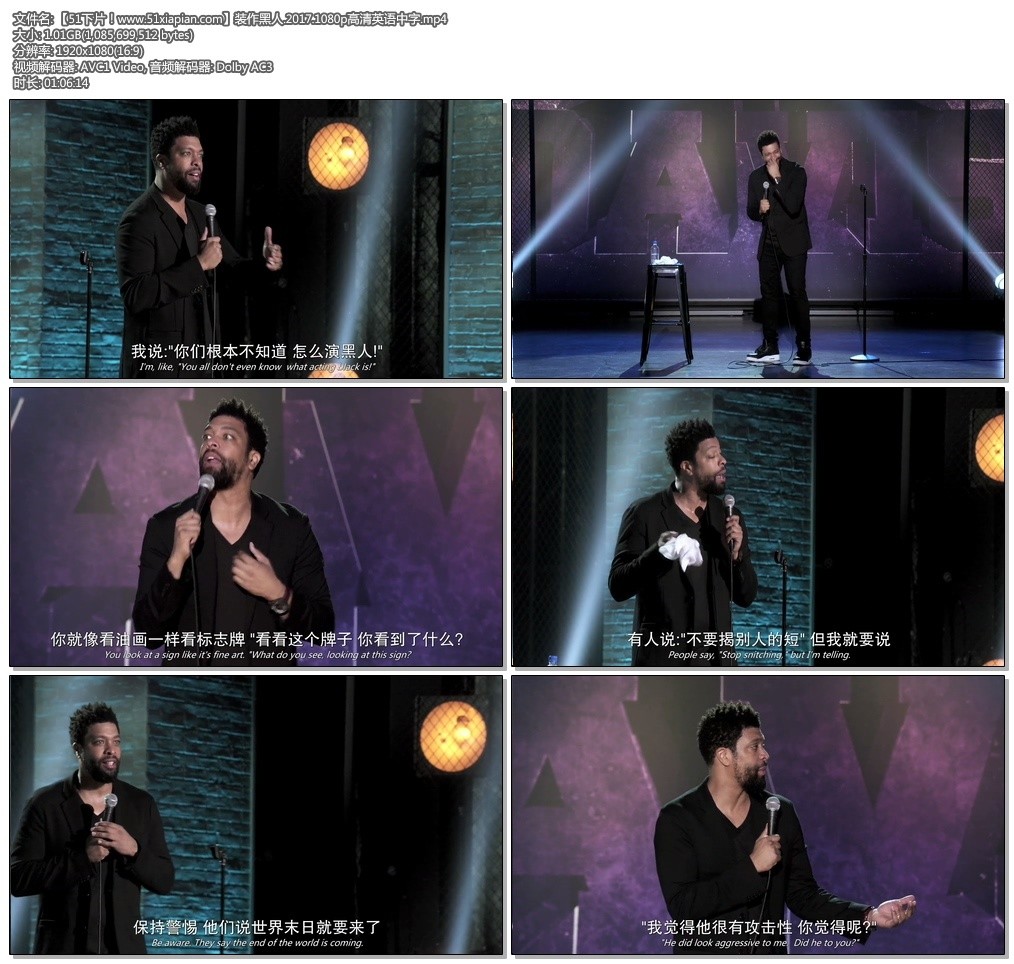 文件名: 【51下片！www.51xiapian.com】装作黑人.2017.1080p高清英语中字.mp4
大小: 1.01GB(1,085,699,512 bytes)
分辨率: 1920x1080(16:9)
视频解码器: AVC1 Video, 音频解码器: Dolby AC3
时长: 01:06:14
我说:"你们根本不知道 怎么演黑人!"
I'm, like, "You all don't even know what acting black is!"
你就像看油画一样看标志牌 "看看这个牌子 你看到了什么?
You look at a sign like it's fine art. "What do you see, looking at this sign?
有人说:"不要揭别人的短" 但我就要说
People say, "Stop snitching," but I'm telling.
保持警惕 他们说世界末日就要来了
Be aware. They say the end of the world is coming.
"我觉得他很有攻击性 你觉得呢?"
"He did look aggressive to me. Did he to you?"